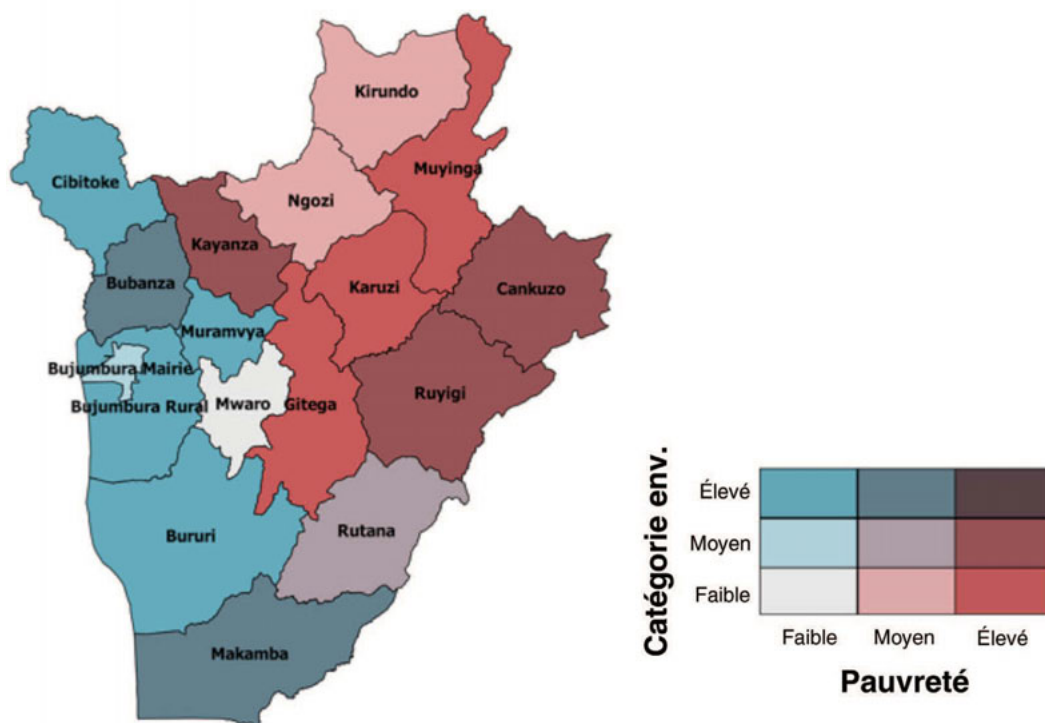 Kirundo
Muyinga
Cibitoke
Ngozi
Kayanza
Bubanza
Karuzi
Cankuzo
Muramvya
Bujumbura Mairie
Bujumbura Rural
Mwaro
Gitega
Ruyigi
Bururi
Rutana
Makamba
Catégorie env.
Élevé
Moyen
Faible
Faible Moyen Élevé
Pauvreté